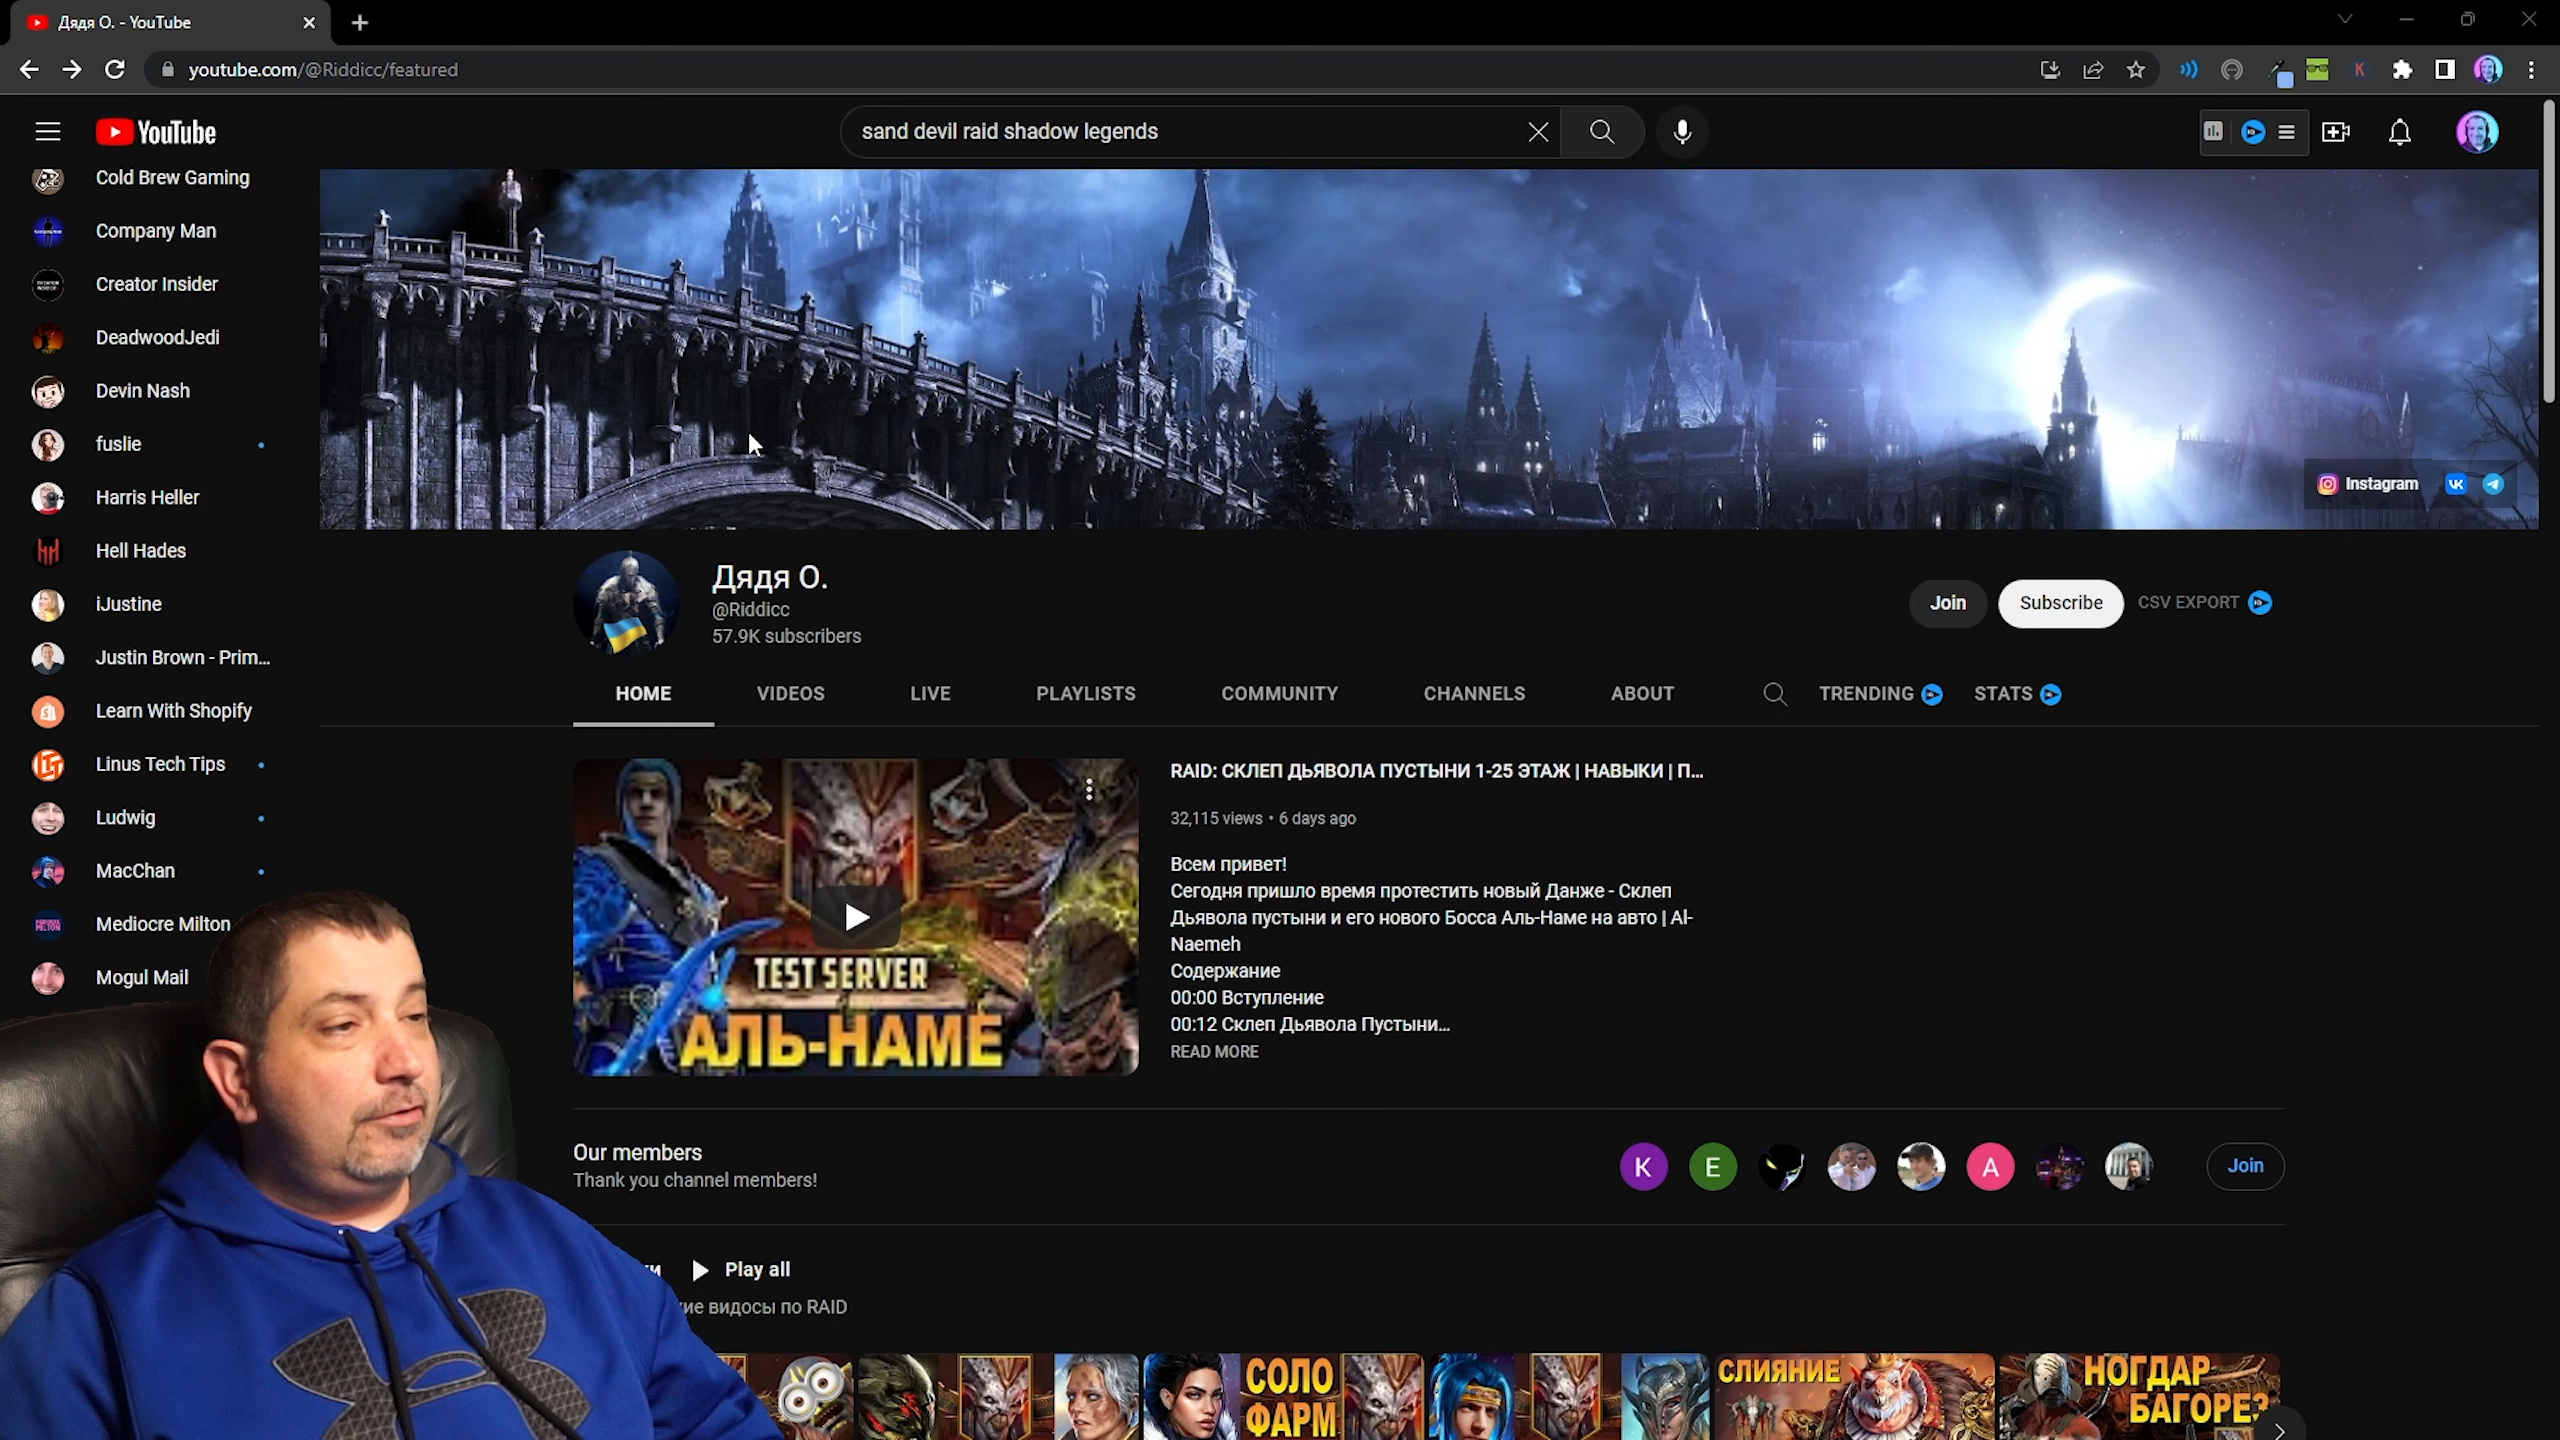 Дядя О. - YouTube
youtube.com/@Riddicc/featured
YouTube
sand devil raid shadow legends
Cold Brew Gaming
Company Man
Creator Insider
DeadwoodJedi
Devin Nash
fuslie
Harris Heller
Hell Hades
iJustine
Justin Brown - Prim...
Learn With Shopify
Linus Tech Tips
Ludwig
MacChan
Mediocre Milton
Mogul Mail
Instagram
Дядя О.
@Riddicc
57.9K subscribers
Join
Subscribe
CSV EXPORT
HOME
VIDEOS
LIVE
PLAYLISTS
COMMUNITY
CHANNELS
ABOUT
TRENDING
STATS
TEST SERVER
АЛЬ-НАМЕ
RAID: СКЛЕП ДЬЯВОЛА ПУСТЫНИ 1-25 ЭТАЖ | НАВЫКИ | П...
32,115 views • 6 days ago
Всем привет!
Сегодня пришло время протестить новый Данже - Склеп
Дьявола пустыни и его нового Босса Аль-Наме на авто | Al-
Naemeh
Содержание
00:00 Вступление
00:12 Склеп Дьявола Пустыни...
READ MORE
Our members
Thank you channel members!
K
E
A
Join
Play all
видосы по RAID
СОЛО
ФАРМ
СЛИЯНИЕ
НОГДАР
БАГОРЕЗ